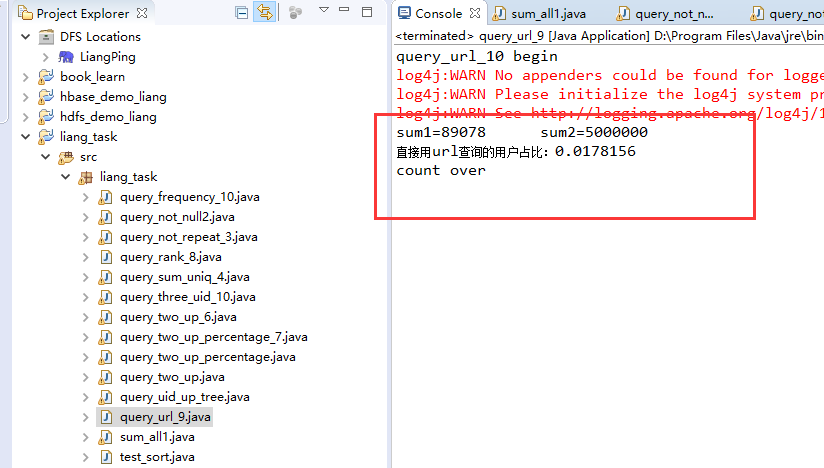 Project Explorer
DFS Locations
LiangPing
book_learn
hbase_demo_liang
hdfs_demo_liang
liang_task
src
liang_task
query_frequency_10.java
query_not_null2.java
query_not_repeat_3.java
query_rank_8.java
query_sum_uniq_4.java
query_three_uid_10.java
query_two_up_6.java
query_two_up_percentage_7.java
query_two_up_percentage.java
query_two_up.java
query_uid_up_tree.java
query_url_9.java
sum_all1.java
test_sort.java
Console sum_all1.java query_not_n... query_not
<terminated> query_url_9 [Java Application] D:\Program Files\Java\jre\bin
query_url_10 begin
log4j:WARN No appenders could be found for logge
log4j:WARN Please initialize the log4j system pr
log4j:WARN See http://logging.apache.org/log4j/1
sum1=89078 sum2=5000000
直接用url查询的用户占比：0.0178156
count over